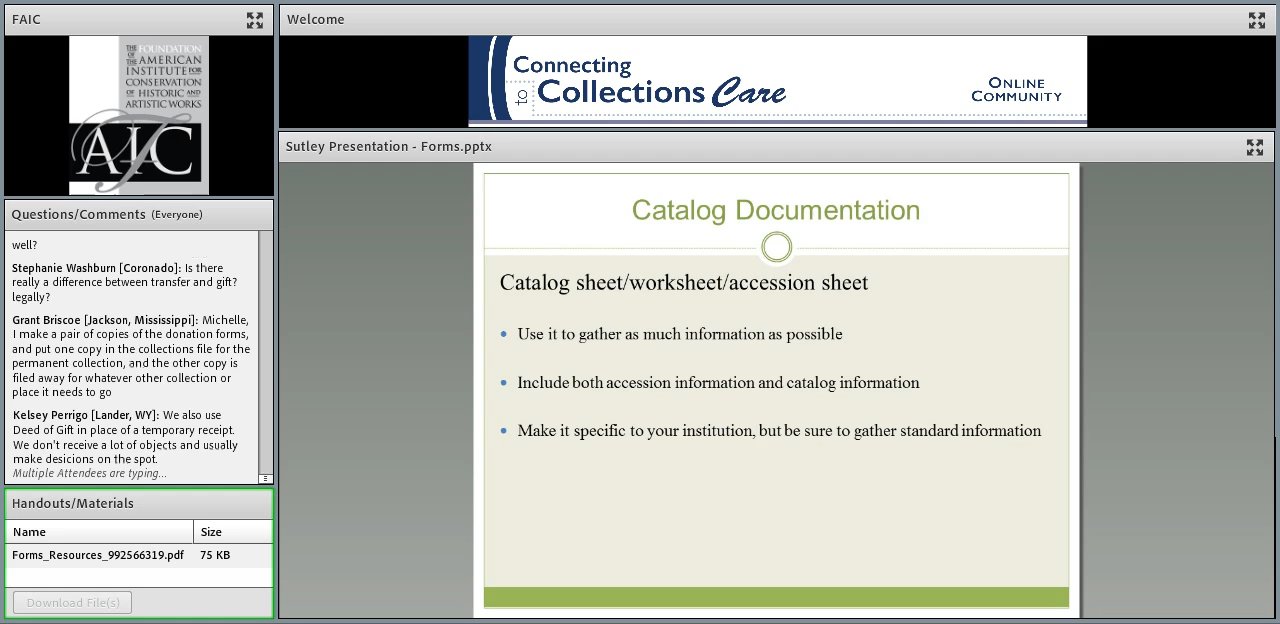 FAIC
THE FOUNDATION
OF THE AMERICAN
INSTITUTE FOR
CONSERVATION
OF HISTORIC AND
ARTISTIC WORKS
AIC
Questions/Comments (Everyone)
well?
Stephanie Washburn [Coronado]: Is there
really a difference between transfer and gift?
legally?
Grant Briscoe [Jackson, Mississippi]: Michelle,
I make a pair of copies of the donation forms,
and put one copy in the collections file for the
permanent collection, and the other copy is
filed away for whatever other collection or
place it needs to go
Kelsey Perrigo [Lander, WY]: We also use
Deed of Gift in place of a temporary receipt.
We don't receive a lot of objects and usually
make desicions on the spot.
Multiple Attendees are typing...
Handouts/Materials
Name Size
Forms_Resources_992566319.pdf 75 KB
Download File(s)
Welcome
Connecting
to Collections Care
ONLINE
COMMUNITY
Sutley Presentation - Forms.pptx
Catalog Documentation
Catalog sheet/worksheet/accession sheet
• Use it to gather as much information as possible
• Include both accession information and catalog information
• Make it specific to your institution, but be sure to gather standard information